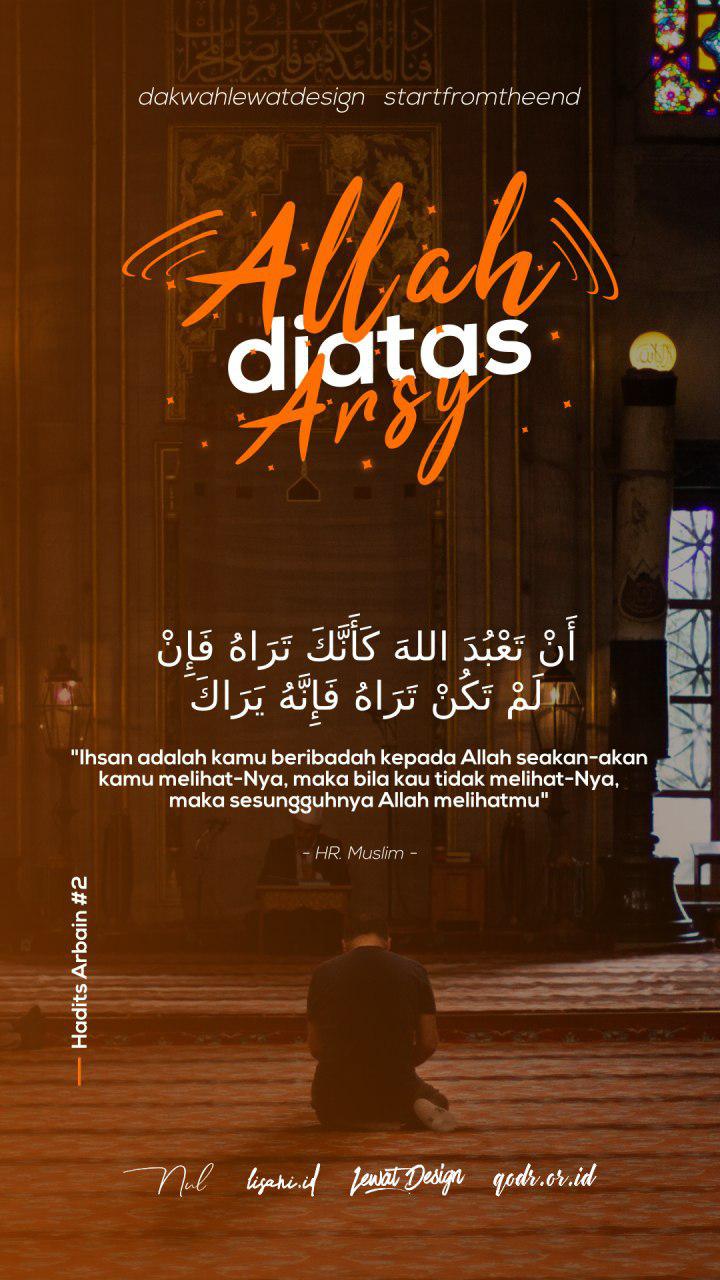 dakwahlewatdesign startfromtheend
Allah
diatas
Arsy
أَنْ تَعْبُدَ اللهَ كَأَنَّكَ تَرَاهُ فَإِنْ
لَمْ تَكُنْ تَرَاهُ فَإِنَّهُ يَرَاكَ
"Ihsan adalah kamu beribadah kepada Allah seakan-akan
kamu melihat-Nya, maka bila kau tidak melihat-Nya,
maka sesungguhnya Allah melihatmu"
- HR. Muslim -
Hadits Arbain #2
Nul lisani.id Lewat Design qodr.or.id